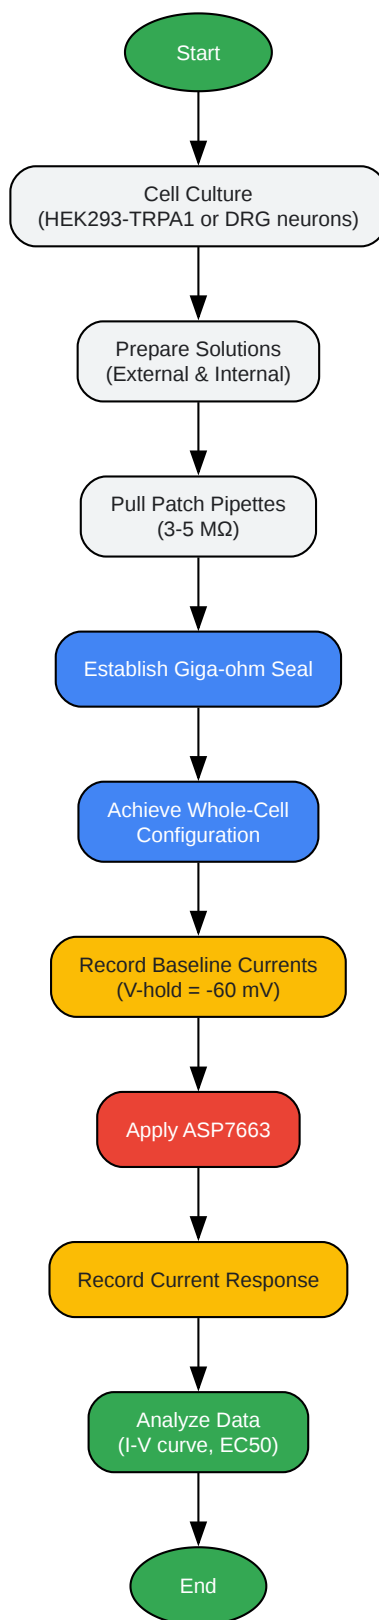 Start
Cell Culture
(HEK293-TRPA1 or DRG neurons)
Prepare Solutions
(External & Internal)
Pull Patch Pipettes
(3-5 MΩ)
Establish Giga-ohm Seal
Achieve Whole-Cell
Configuration
Record Baseline Currents
(V-hold = -60 mV)
Apply ASP7663
Record Current Response
Analyze Data
(I-V curve, EC50)
End